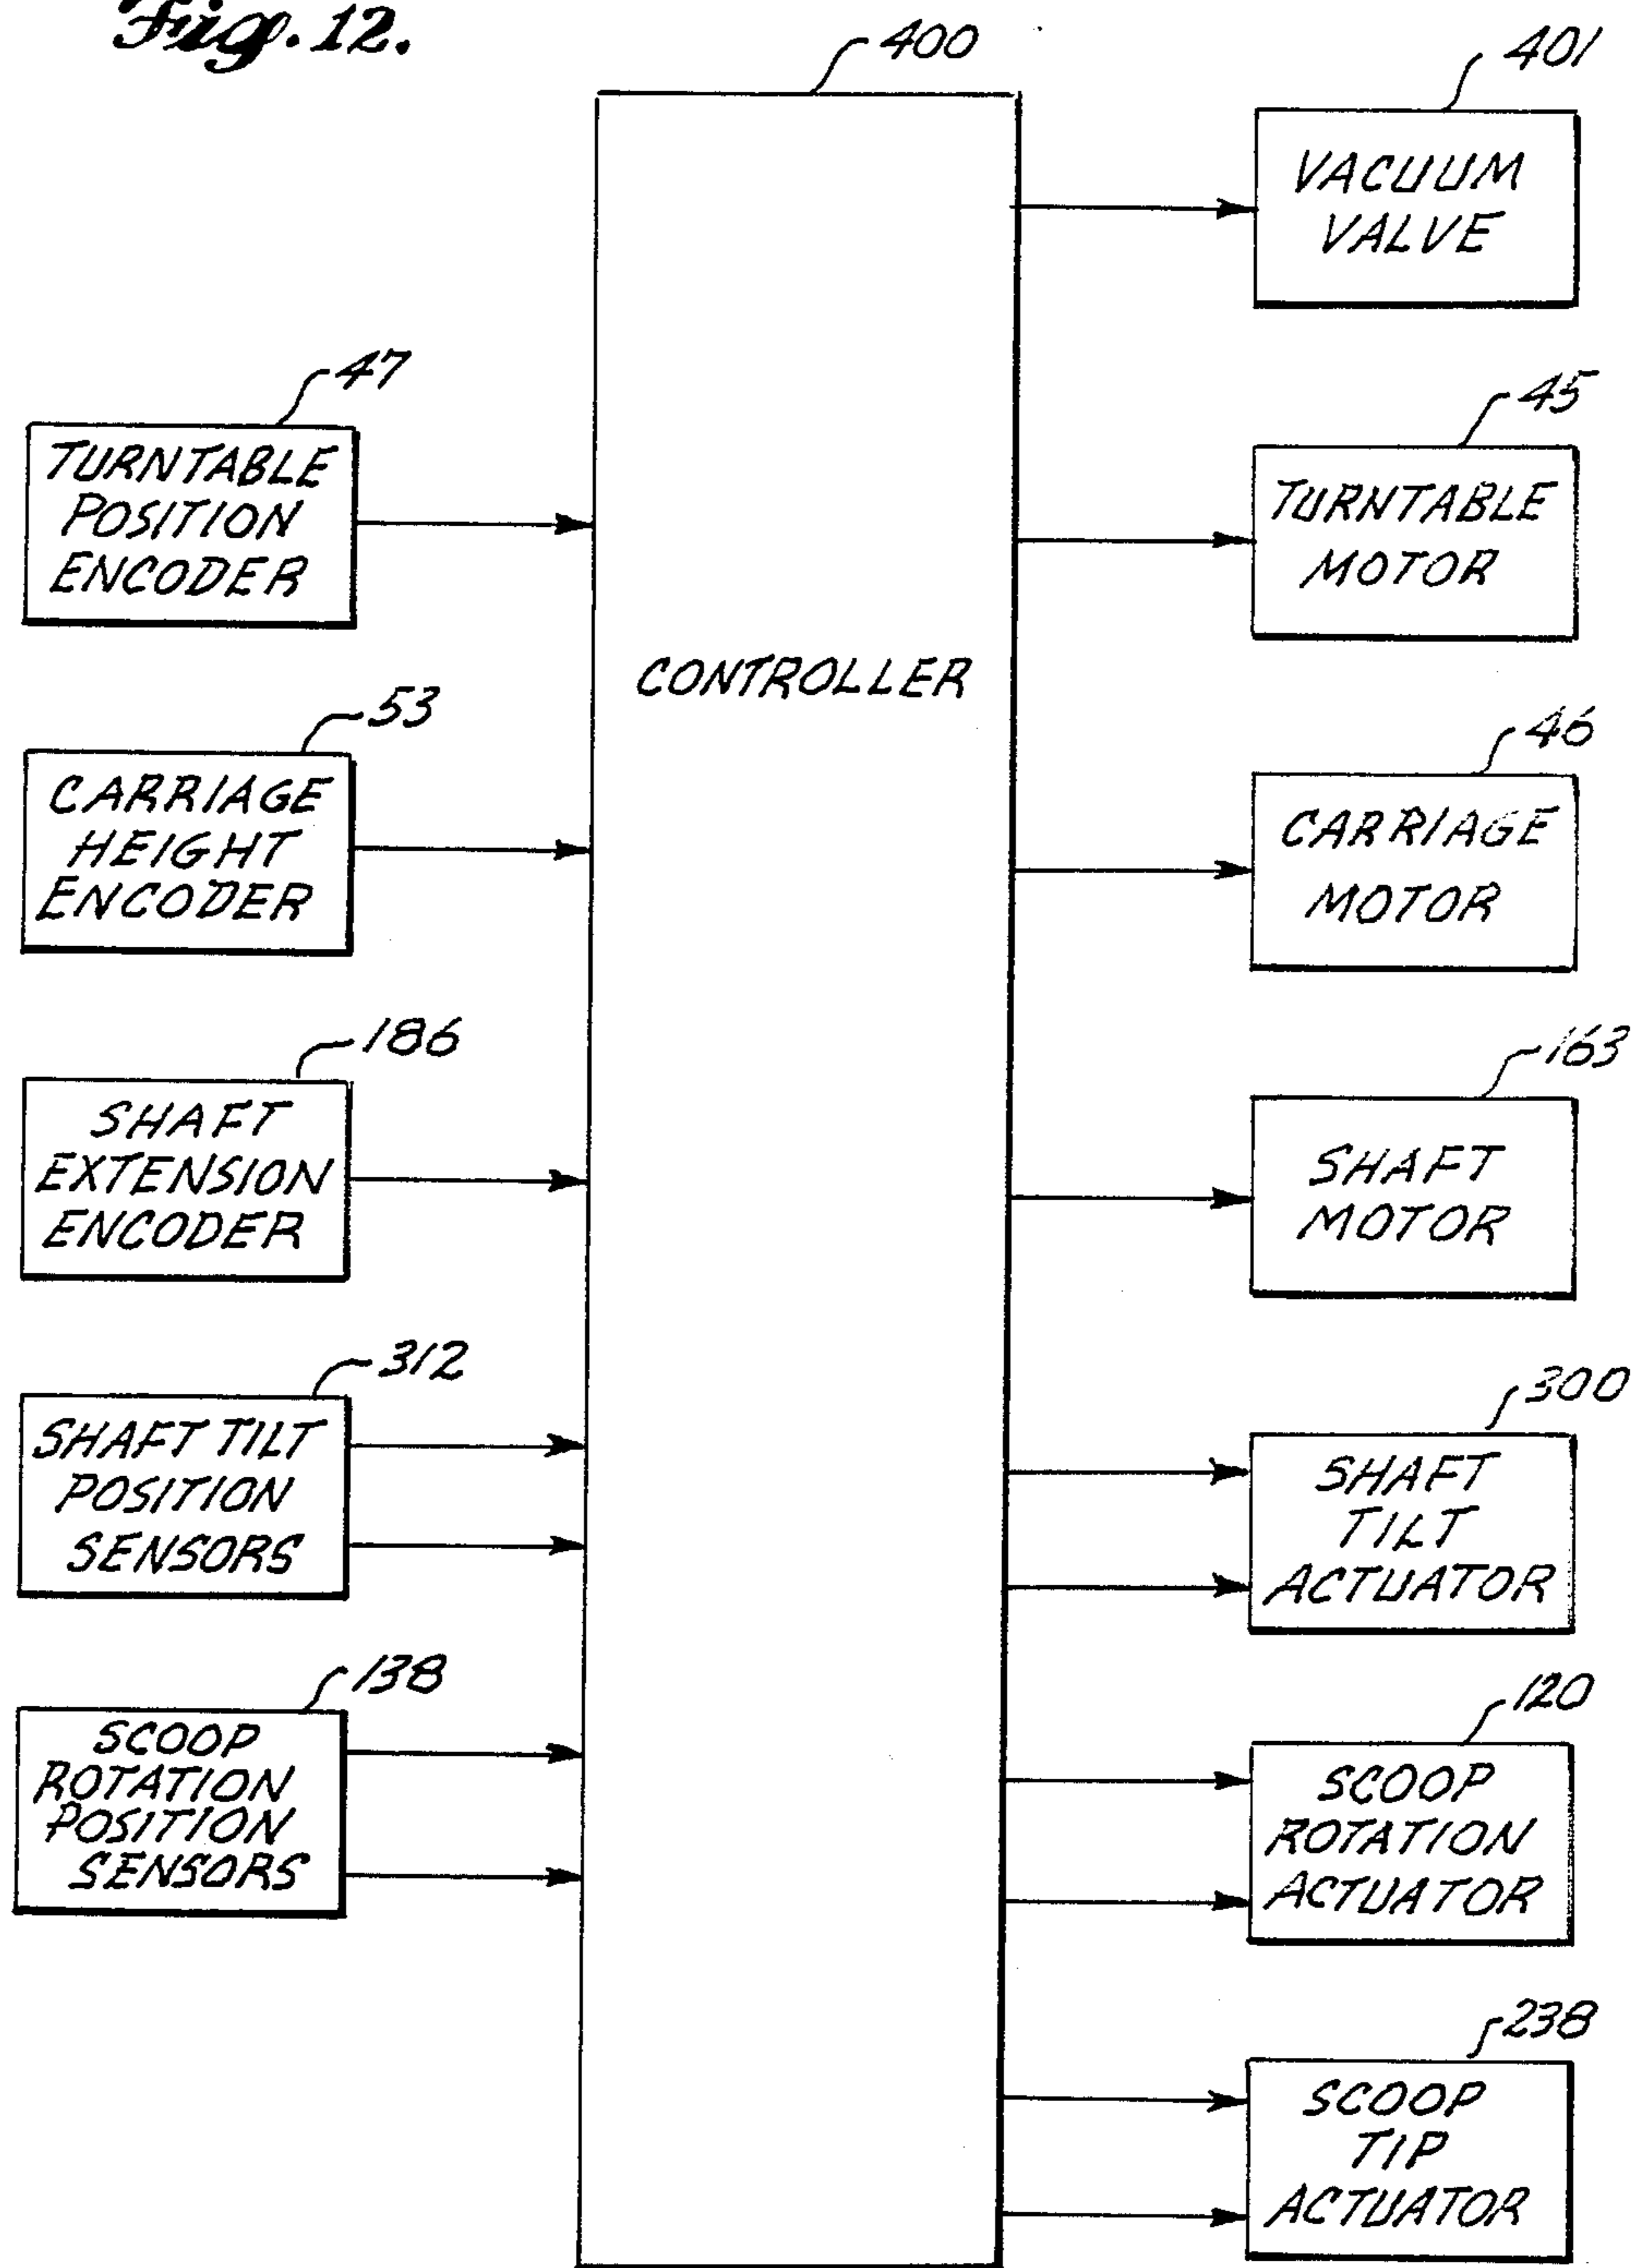 Fig. 12.
400
401
VACUUM
VALVE
47
TURNTABLE
POSITION
ENCODER
45
TURNTABLE
MOTOR
CONTROLLER
53
CARRIAGE
HEIGHT
ENCODER
46
CARRIAGE
MOTOR
186
SHAFT
EXTENSION
ENCODER
163
SHAFT
MOTOR
312
SHAFT TILT
POSITION
SENSORS
300
SHAFT
TILT
ACTUATOR
138
SCOOP
ROTATION
POSITION
SENSORS
120
SCOOP
ROTATION
ACTUATOR
238
SCOOP
TIP
ACTUATOR